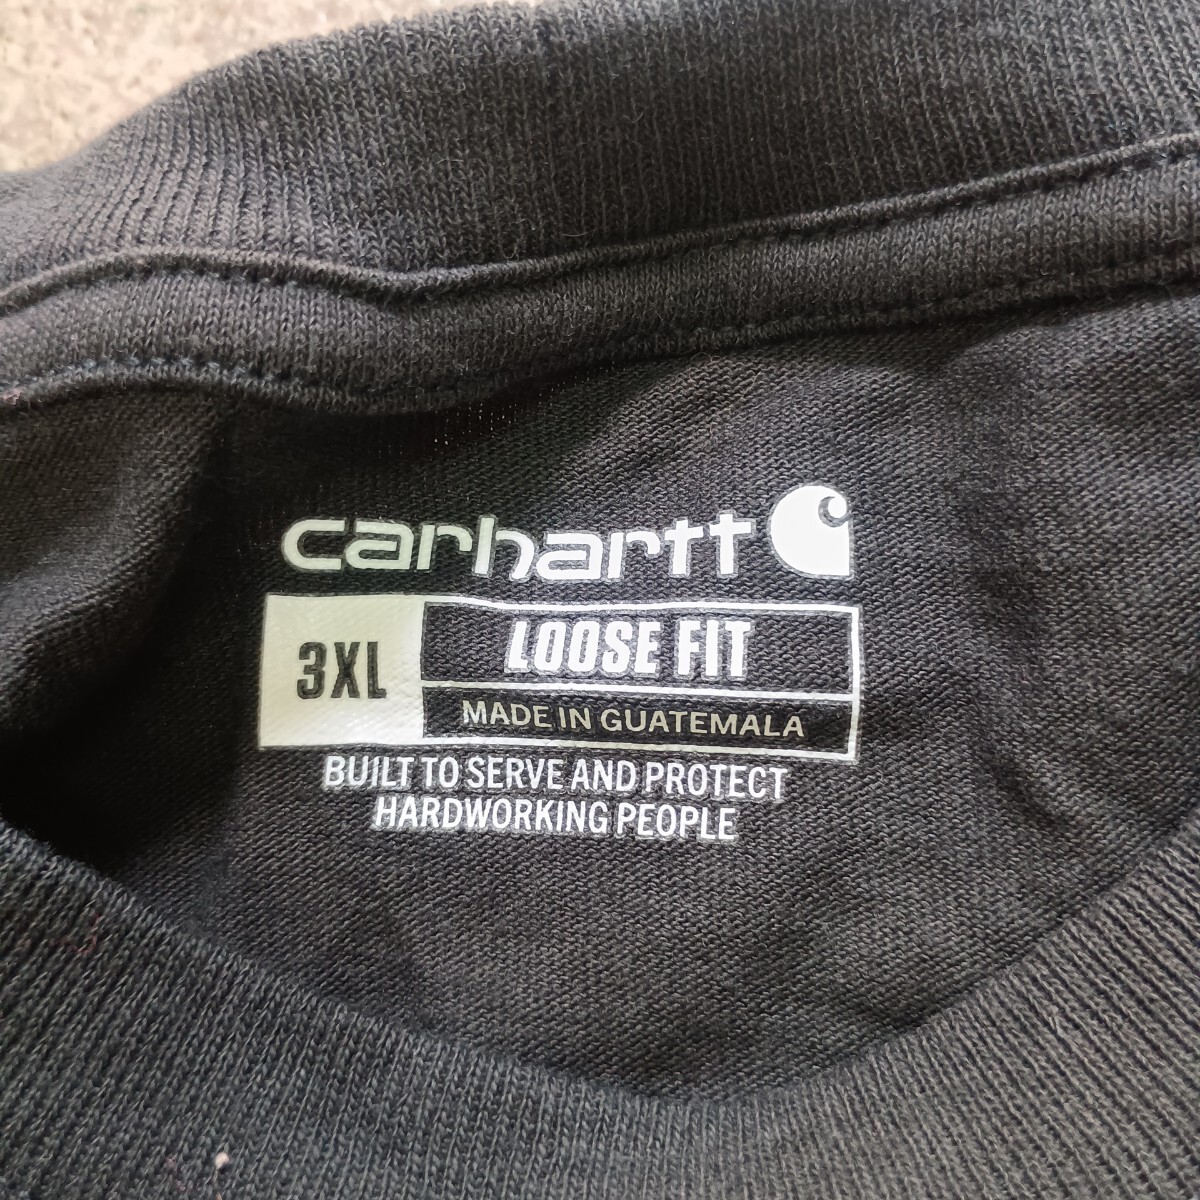 carhartt
3XL
LOOSE FIT
MADE IN GUATEMALA
BUILT TO SERVE AND PROTECT
HARDWORKING PEOPLE